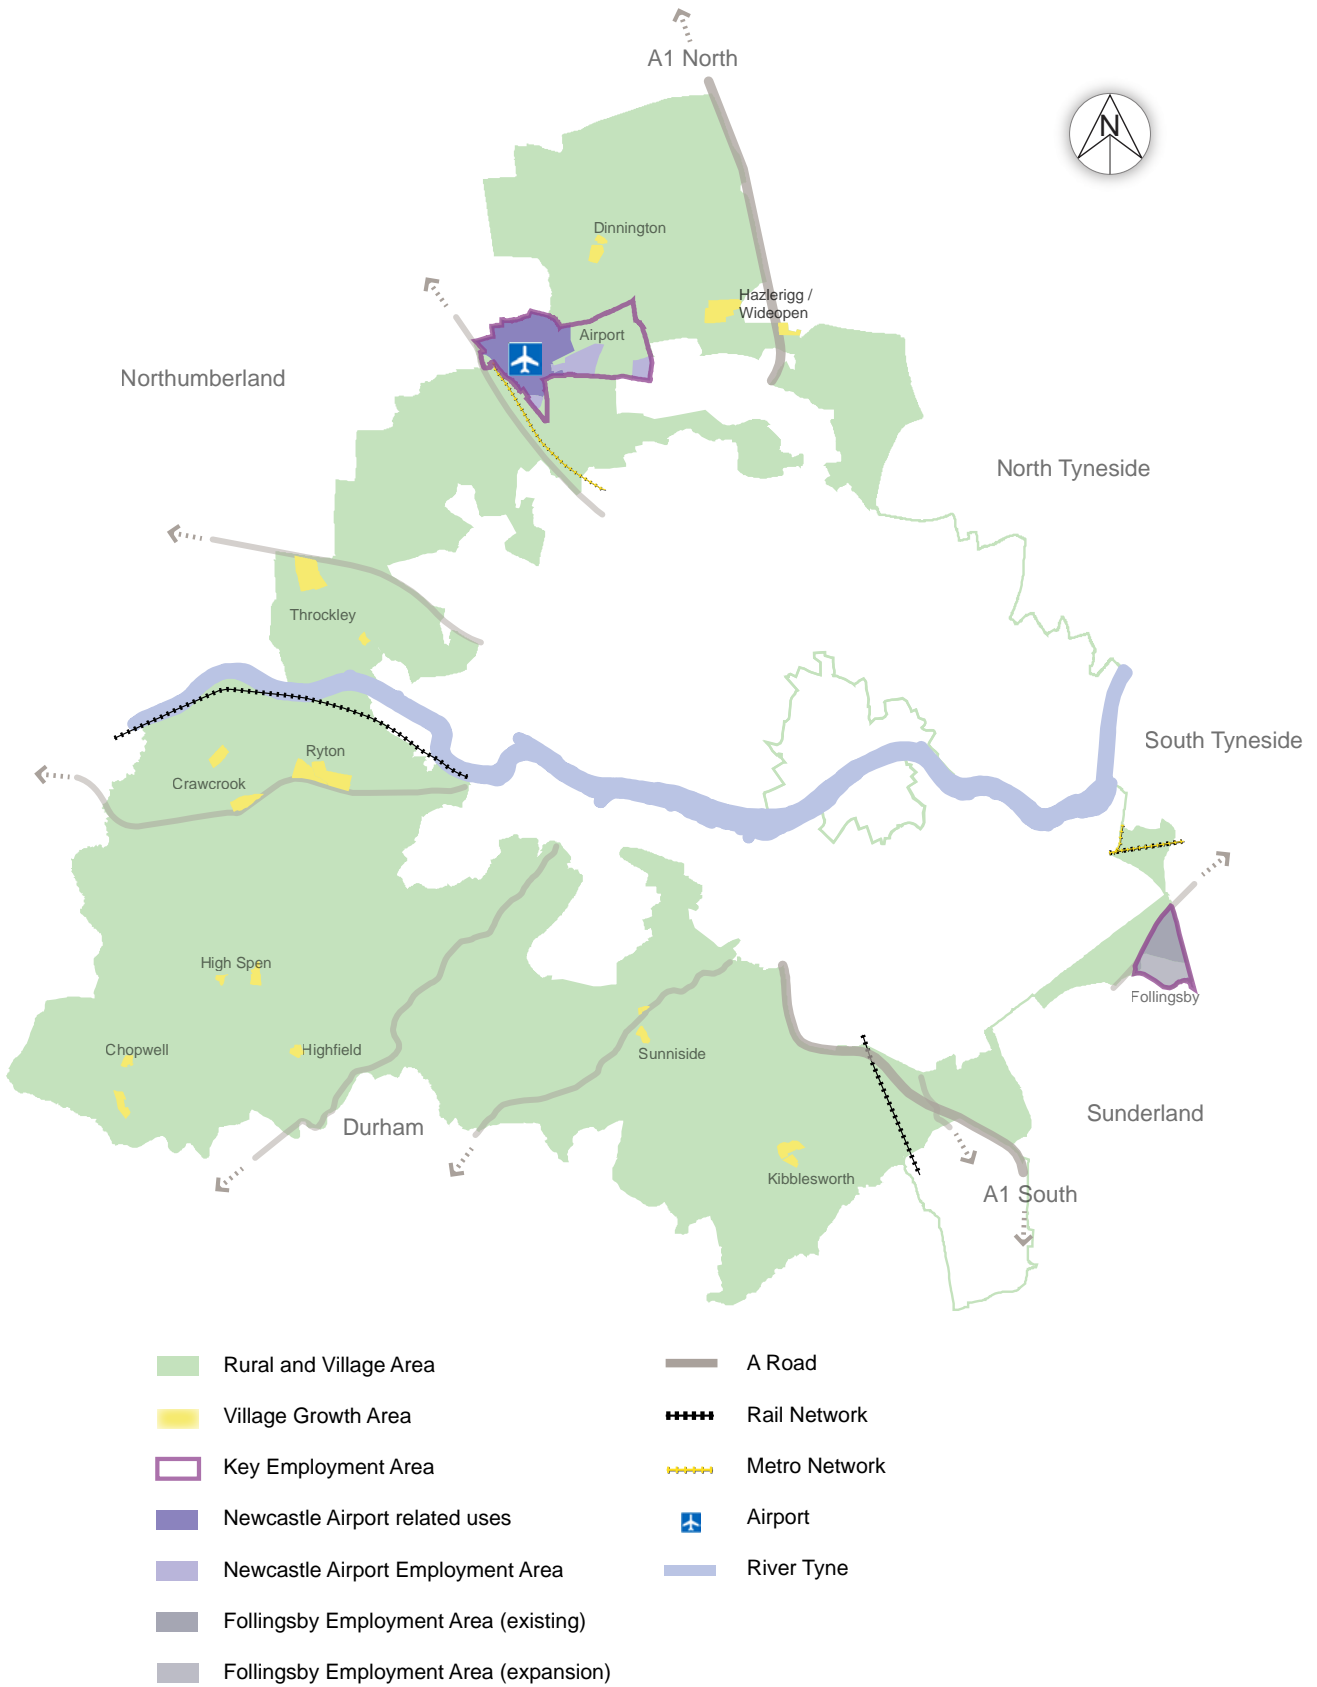 A1 North
N
Dinnington
Hazlerigg /
Wideopen
Airport
Northumberland
North Tyneside
Throckley
South Tyneside
Ryton
Crawcrook
High Spen
Follingsby
Chopwell
Highfield
Sunniside
Durham
Sunderland
Kibblesworth
A1 South
Rural and Village Area
Village Growth Area
Key Employment Area
Newcastle Airport related uses
Newcastle Airport Employment Area
Follingsby Employment Area (existing)
Follingsby Employment Area (expansion)
A Road
Rail Network
Metro Network
Airport
River Tyne